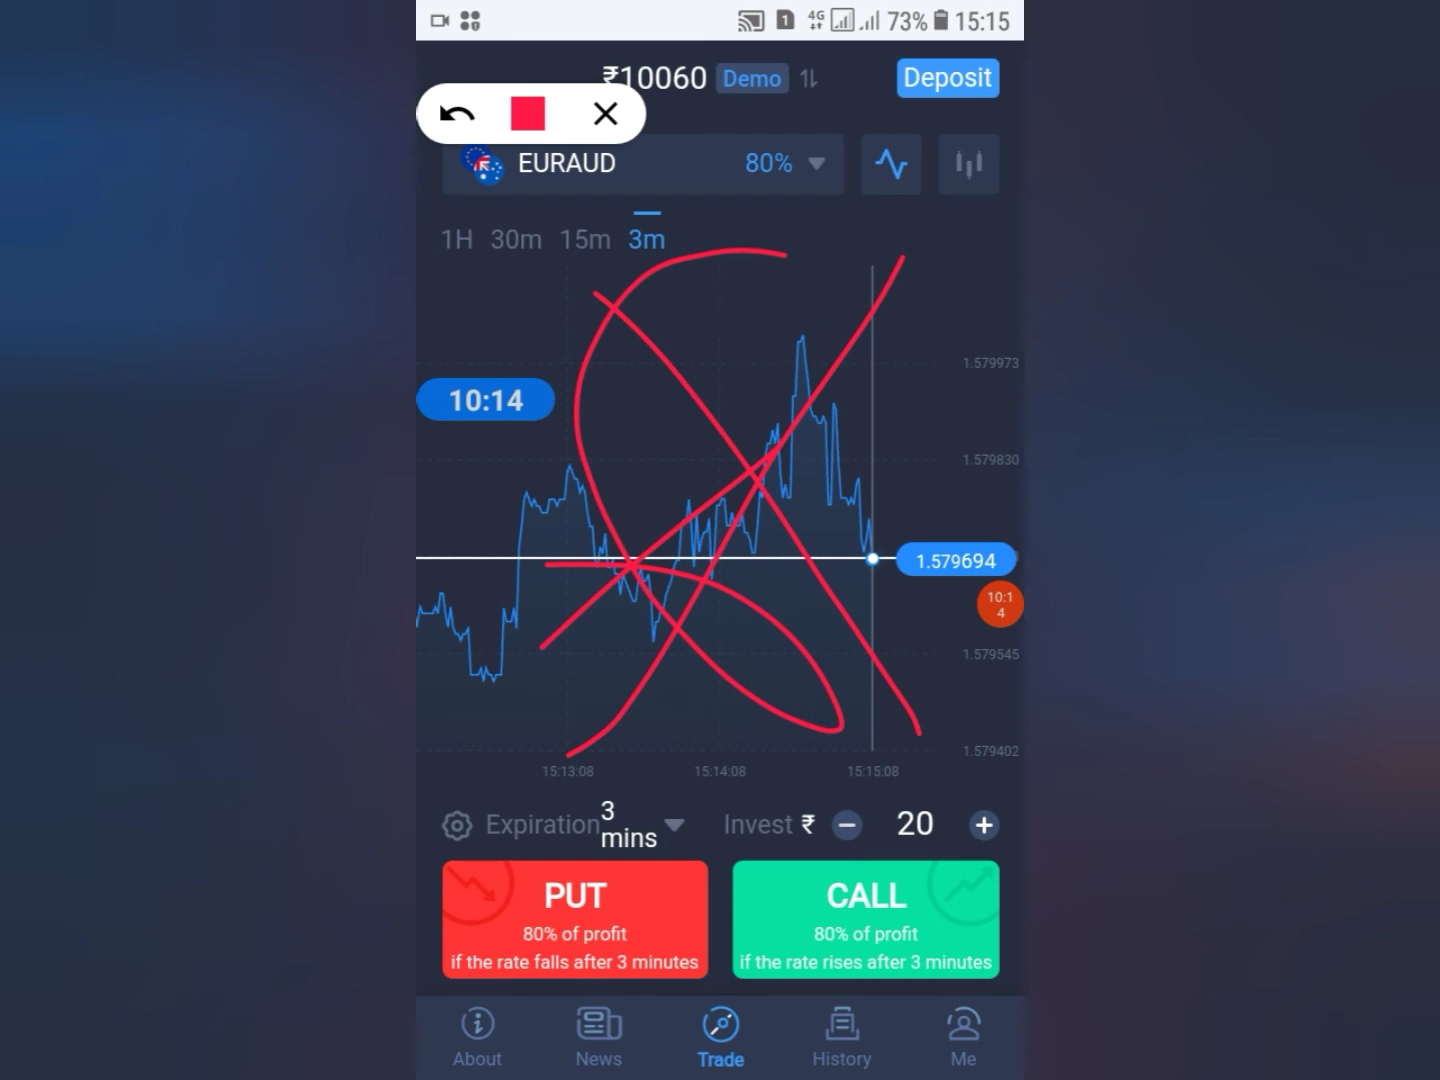 1 4G 73% 15:15
₹10060 Demo Deposit
EURAUD 80%
1H 30m 15m 3m
1.579973
10:14
1.579830
1.579694
10:1
4
1.579545
1.579402
15:13:08 15:14:08 15:15:08
Expiration 3 mins Invest ₹ 20
PUT
80% of profit
if the rate falls after 3 minutes
CALL
80% of profit
if the rate rises after 3 minutes
About News Trade History Me